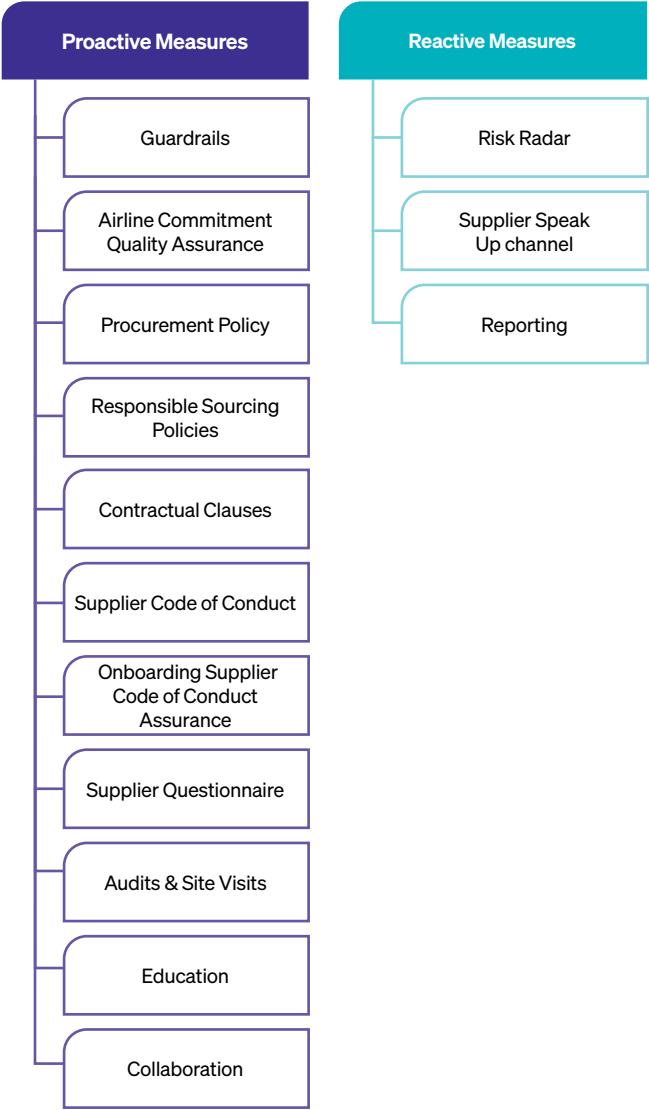 Proactive Measures
Guardrails
Airline Commitment
Quality Assurance
Procurement Policy
Responsible Sourcing
Policies
Contractual Clauses
Supplier Code of Conduct
Onboarding Supplier
Code of Conduct
Assurance
Supplier Questionnaire
Audits & Site Visits
Education
Collaboration
Reactive Measures
Risk Radar
Supplier Speak
Up channel
Reporting